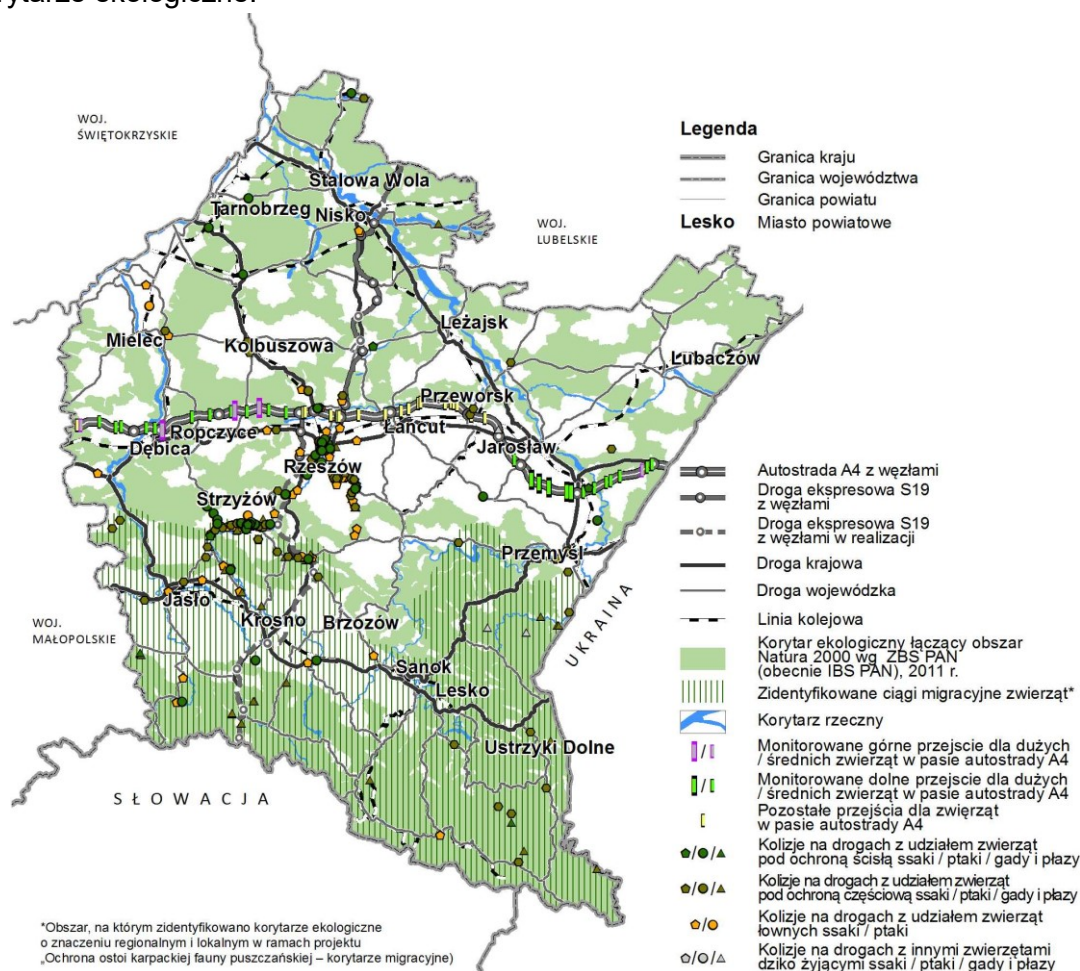 rytarze ekologiczne.
WOJ.
ŚWIĘTOKRZYSKIE
Stalowa Wola
Tarnobrzeg
Nisko
WOJ.
LUBELSKIE
Leżajsk
Mielec
Kolbuszowa
Lubaczów
Przeworsk
Łańcut
Ropczyce
Dębica
Jarosław
Rzeszów
Strzyżów
Przemyśl
Jasło
Krosno
Brzozów
WOJ.
MAŁOPOLSKIE
UKRAINA
Sanok
Lesko
Ustrzyki Dolne
SŁOWACJA
*Obszar, na którym zidentyfikowano korytarze ekologiczne
o znaczeniu regionalnym i lokalnym w ramach projektu
„Ochrona ostoi karpackiej fauny puszczańskiej – korytarze migracyjne)
Legenda
Granica kraju
Granica województwa
Granica powiatu
Lesko Miasto powiatowe
Autostrada A4 z węzłami
Droga ekspresowa S19
z węzłami
Droga ekspresowa S19
z węzłami w realizacji
Droga krajowa
Droga wojewódzka
Linia kolejowa
Korytar ekologiczny łączący obszar
Natura 2000 wg ZBS PAN
(obecnie IBS PAN), 2011 r.
Zidentyfikowane ciągi migracyjne zwierząt*
Korytarz rzeczny
Monitorowane górne przejscie dla dużych
/ średnich zwierząt w pasie autostrady A4
Monitorowane dolne przejście dla dużych
/ średnich zwierząt w pasie autostrady A4
Pozostałe przejścia dla zwierząt
w pasie autostrady A4
Kolizje na drogach z udziałem zwierząt
pod ochroną ścisłą ssaki / ptaki / gady i płazy
Kolizje na drogach z udziałem zwierząt
pod ochroną częściową ssaki / ptaki / gady i płazy
Kolizje na drogach z udziałem zwierząt
łownych ssaki / ptaki
Kolizje na drogach z innymi zwierzętami
dziko żyjącymi ssaki / ptaki / gady i płazy